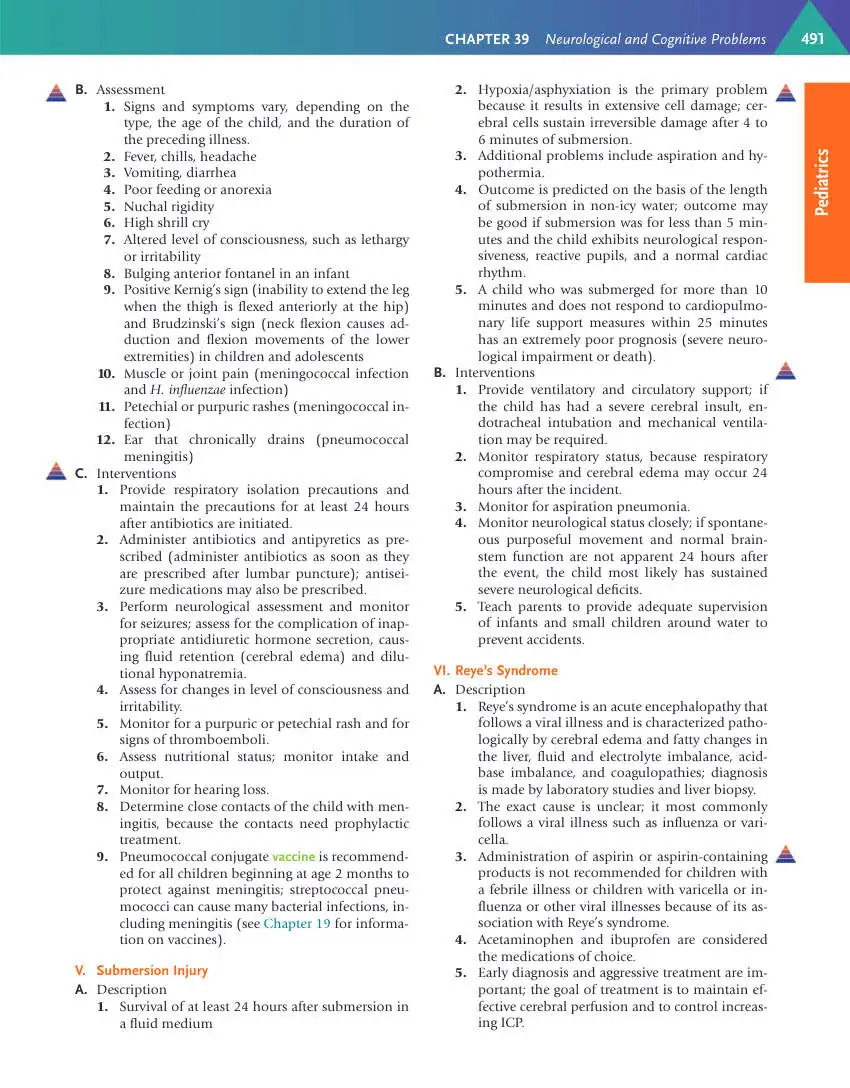 CHAPTER 39 Neurological and Cognitive Problems 491
B. Assessment
1. Signs and symptoms vary, depending on the
type, the age of the child, and the duration of
the preceding illness.
2. Fever, chills, headache
3. Vomiting, diarrhea
4. Poor feeding or anorexia
5. Nuchal rigidity
6. High shrill cry
7. Altered level of consciousness, such as lethargy
or irritability
8. Bulging anterior fontanel in an infant
9. Positive Kernig's sign (inability to extend the leg
when the thigh is flexed anteriorly at the hip)
and Brudzinski's sign (neck flexion causes ad-
duction and flexion movements of the lower
extremities) in children and adolescents
10. Muscle or joint pain (meningococcal infection
and H. influenzae infection)
11. Petechial or purpuric rashes (meningococcal in-
fection)
12. Ear that chronically drains (pneumococcal
meningitis)
C. Interventions
1. Provide respiratory isolation precautions and
maintain the precautions for at least 24 hours
after antibiotics are initiated.
2. Administer antibiotics and antipyretics as pre-
scribed (administer antibiotics as soon as they
are prescribed after lumbar puncture); antisei-
zure medications may also be prescribed.
3. Perform neurological assessment and monitor
for seizures; assess for the complication of inap-
propriate antidiuretic hormone secretion, caus-
ing fluid retention (cerebral edema) and dilu-
tional hyponatremia.
4. Assess for changes in level of consciousness and
irritability.
5. Monitor for a purpuric or petechial rash and for
signs of thromboemboli.
6. Assess nutritional status; monitor intake and
output.
7. Monitor for hearing loss.
8. Determine close contacts of the child with men-
ingitis, because the contacts need prophylactic
treatment.
9. Pneumococcal conjugate vaccine is recommend-
ed for all children beginning at age 2 months to
protect against meningitis; streptococcal pneu-
mococci can cause many bacterial infections, in-
cluding meningitis (see Chapter 19 for informa-
tion on vaccines).
V. Submersion Injury
A. Description
1. Survival of at least 24 hours after submersion in
a fluid medium
2. Hypoxia/asphyxiation is the primary problem
because it results in extensive cell damage; cer-
ebral cells sustain irreversible damage after 4 to
6 minutes of submersion.
3. Additional problems include aspiration and hy-
pothermia.
4. Outcome is predicted on the basis of the length
of submersion in non-icy water; outcome may
be good if submersion was for less than 5 min-
utes and the child exhibits neurological respon-
siveness, reactive pupils, and a normal cardiac
rhythm.
5. A child who was submerged for more than 10
minutes and does not respond to cardiopulmo-
nary life support measures within 25 minutes
has an extremely poor prognosis (severe neuro-
logical impairment or death).
B. Interventions
1. Provide ventilatory and circulatory support; if
the child has had a severe cerebral insult, en-
dotracheal intubation and mechanical ventila-
tion may be required.
2. Monitor respiratory status, because respiratory
compromise and cerebral edema may occur 24
hours after the incident.
3. Monitor for aspiration pneumonia.
4. Monitor neurological status closely; if spontane-
ous purposeful movement and normal brain-
stem function are not apparent 24 hours after
the event, the child most likely has sustained
severe neurological deficits.
5. Teach parents to provide adequate supervision
of infants and small children around water to
prevent accidents.
VI. Reye's Syndrome
A. Description
1. Reye's syndrome is an acute encephalopathy that
follows a viral illness and is characterized patho-
logically by cerebral edema and fatty changes in
the liver, fluid and electrolyte imbalance, acid-
base imbalance, and coagulopathies; diagnosis
is made by laboratory studies and liver biopsy.
2. The exact cause is unclear; it most commonly
follows a viral illness such as influenza or vari-
cella.
3. Administration of aspirin or aspirin-containing
products is not recommended for children with
a febrile illness or children with varicella or in-
fluenza or other viral illnesses because of its as-
sociation with Reye's syndrome.
4. Acetaminophen and ibuprofen are considered
the medications of choice.
5. Early diagnosis and aggressive treatment are im-
portant; the goal of treatment is to maintain ef-
fective cerebral perfusion and to control increas-
ing ICP.
Pediatrics